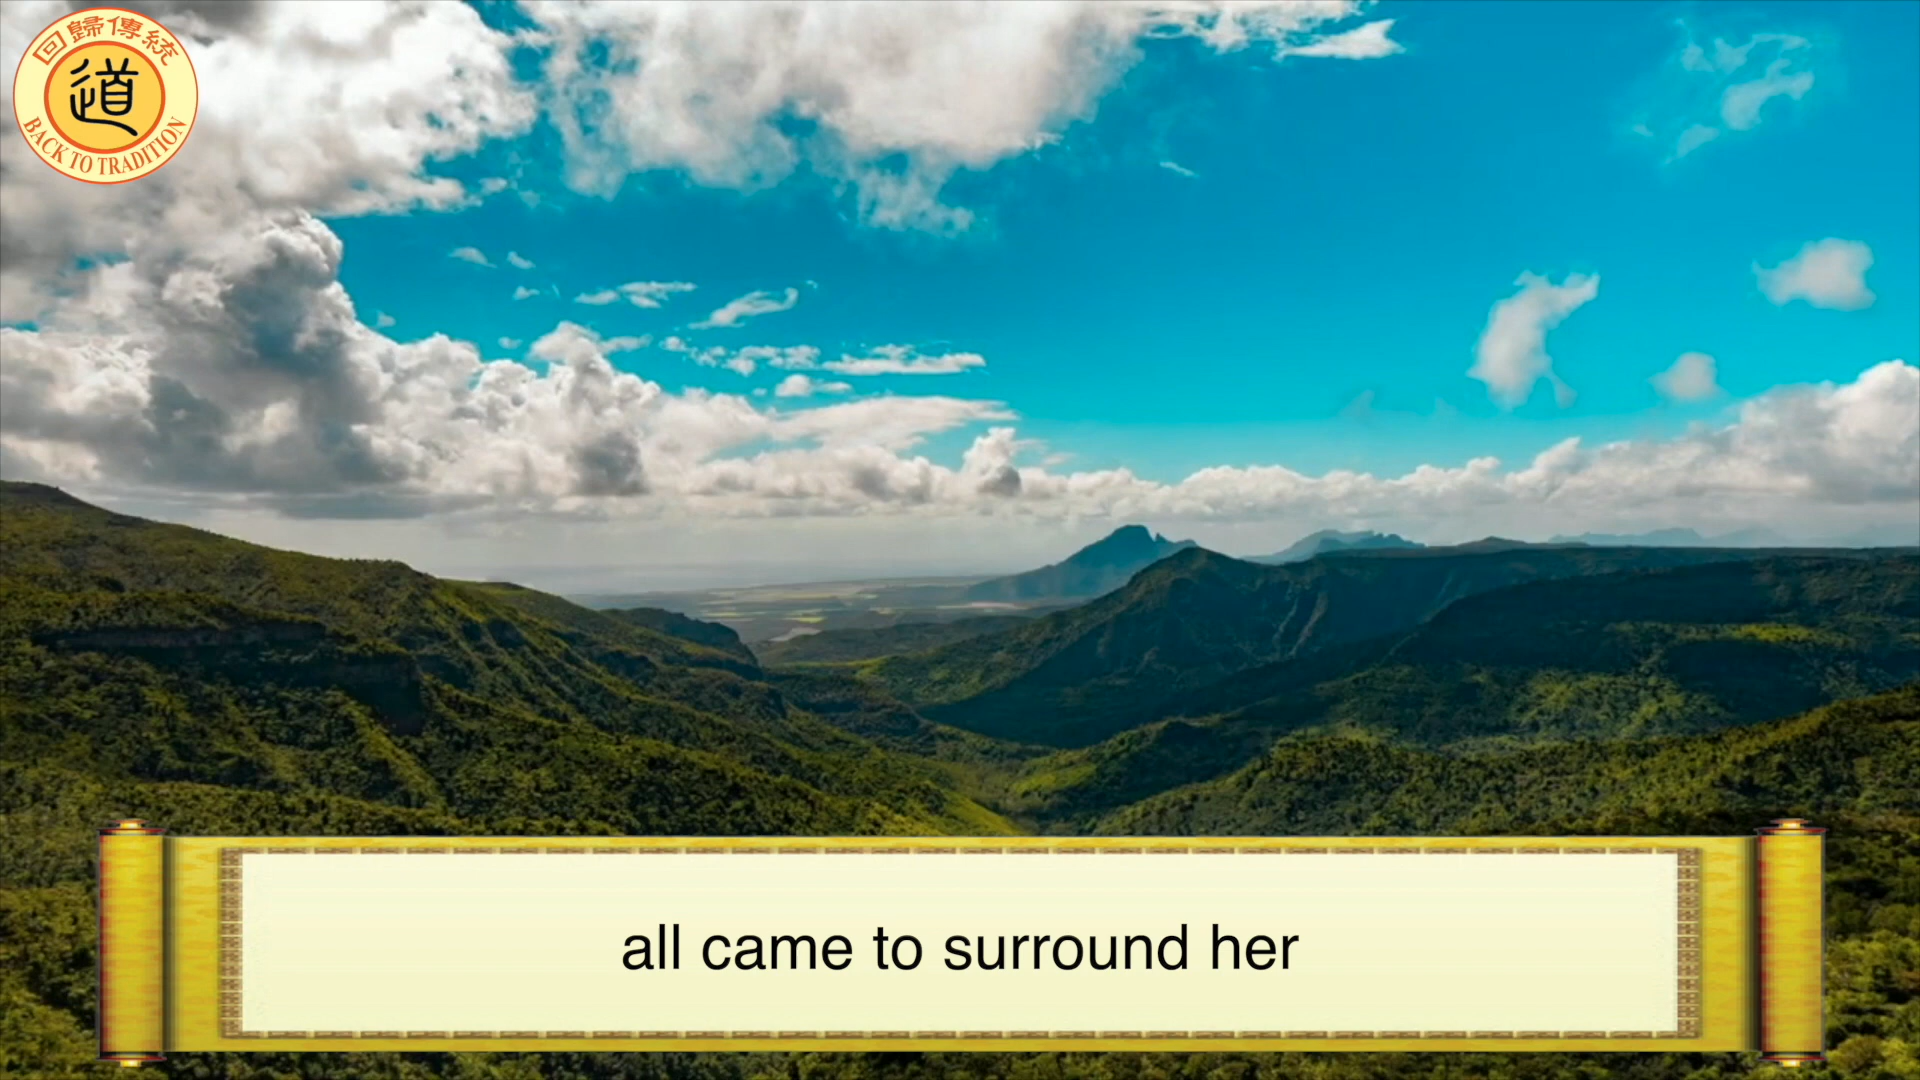 回歸傳統
道
BACK TO TRADITION
all came to surround her